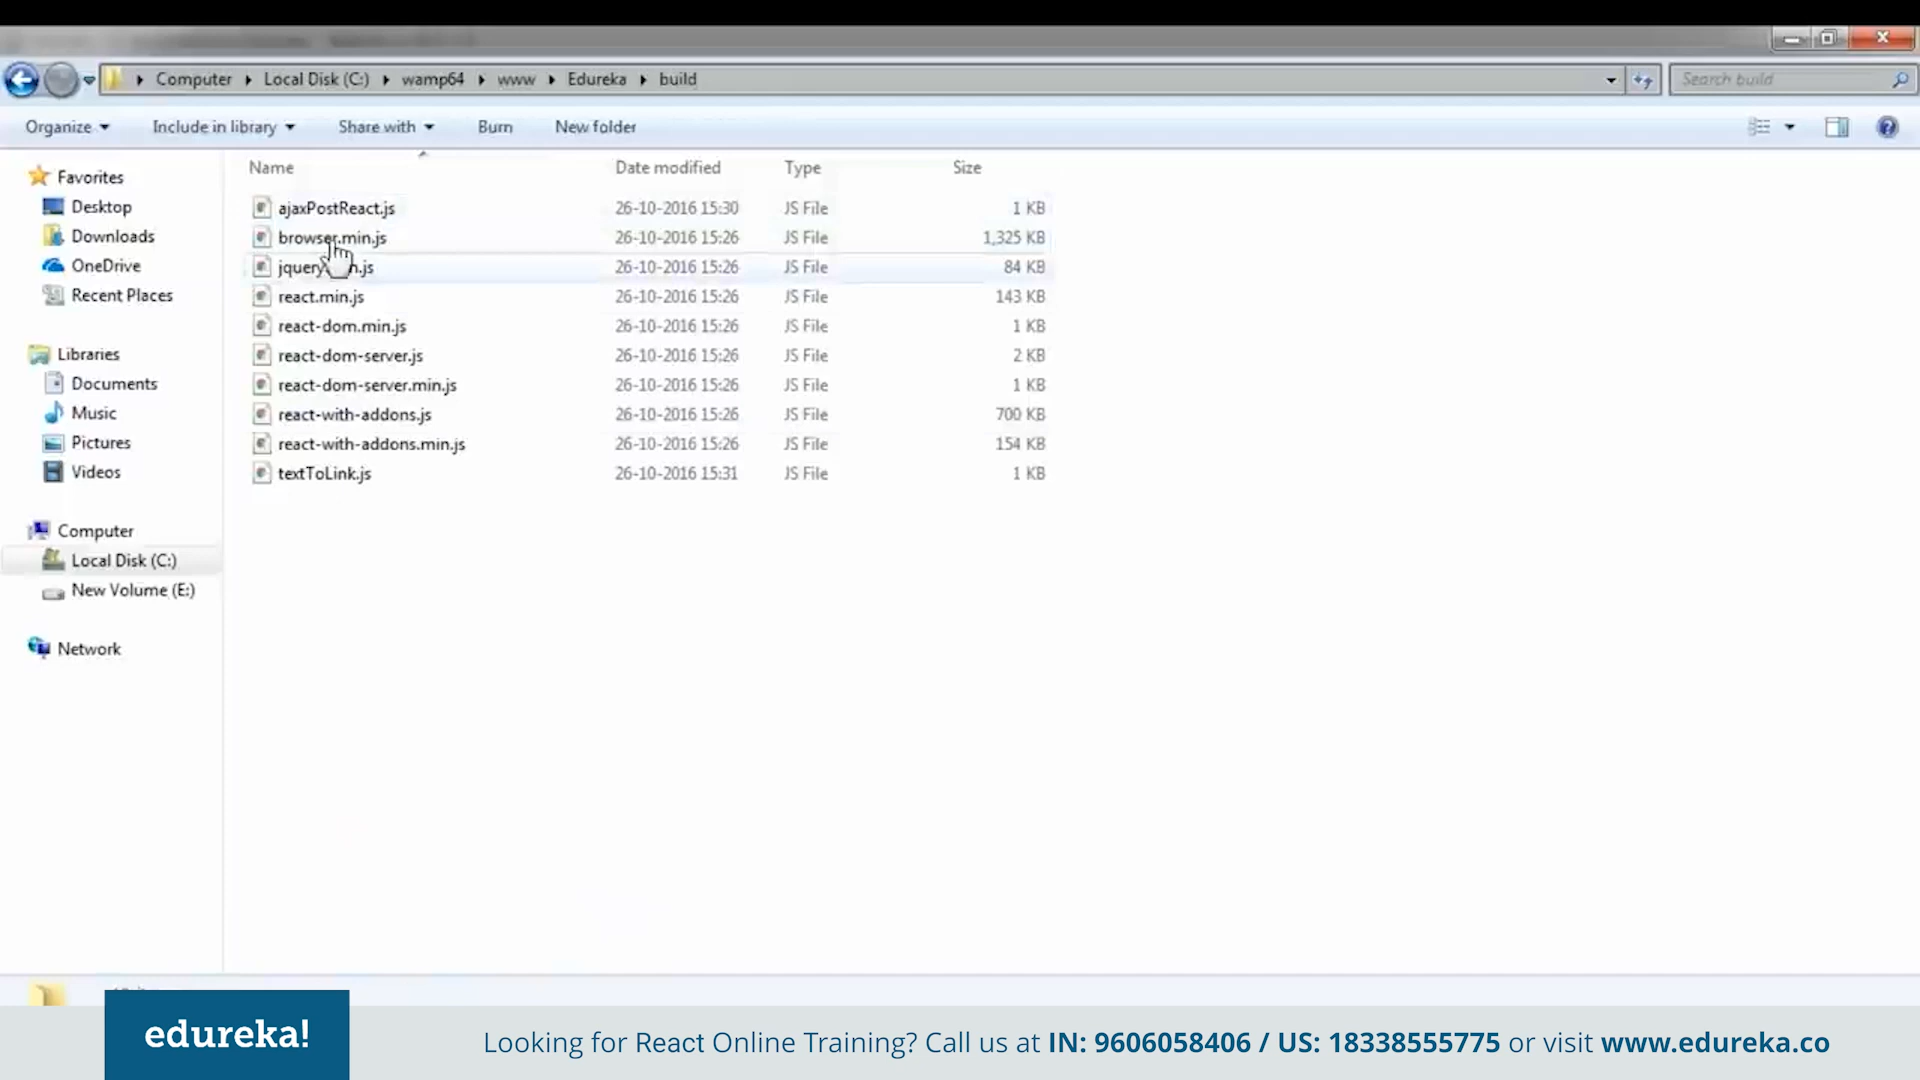 Computer Local Disk (C:) wamp64 www Edureka build
Search build
Organize Include in library Share with Burn New folder
Name Date modified Type Size
Favorites
Desktop
Downloads
OneDrive
Recent Places
Libraries
Documents
Music
Pictures
Videos
Computer
Local Disk (C:)
New Volume (E:)
Network
ajaxPostReact.js 26-10-2016 15:30 JS File 1 KB
browser.min.js 26-10-2016 15:26 JS File 1,325 KB
26-10-2016 15:26 JS File 84 KB
react.min.js 26-10-2016 15:26 JS File 143 KB
react-dom.min.js 26-10-2016 15:26 JS File 1 KB
react-dom-server.js 26-10-2016 15:26 JS File 2 KB
react-dom-server.min.js 26-10-2016 15:26 JS File 1 KB
react-with-addons.js 26-10-2016 15:26 JS File 700 KB
react-with-addons.min.js 26-10-2016 15:26 JS File 154 KB
textToLink.js 26-10-2016 15:31 JS File 1 KB
edureka!
Looking for React Online Training? Call us at IN: 9606058406 / US: 18338555775 or visit www.edureka.co